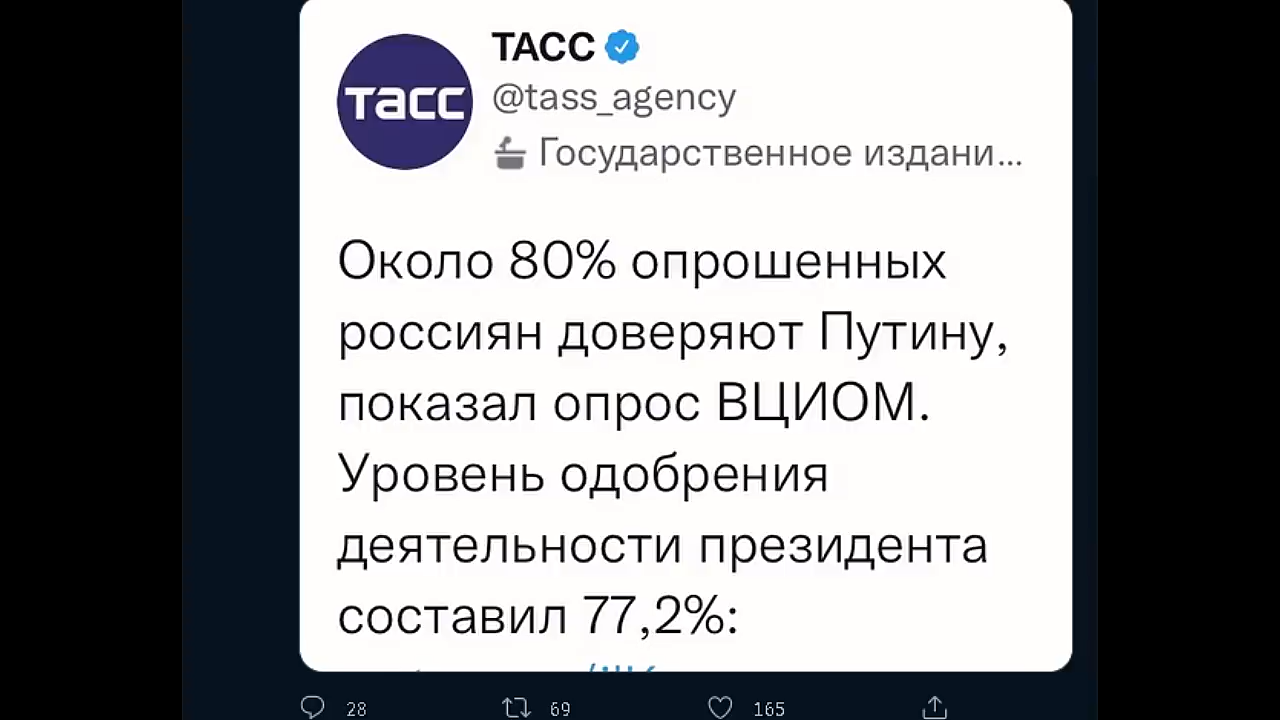 ТАСС
тасс
@tass_agency
Государственное издани...
Около 80% опрошенных
россиян доверяют Путину,
показал опрос ВЦИОМ.
Уровень одобрения
деятельности президента
составил 77,2%:
28 69 165